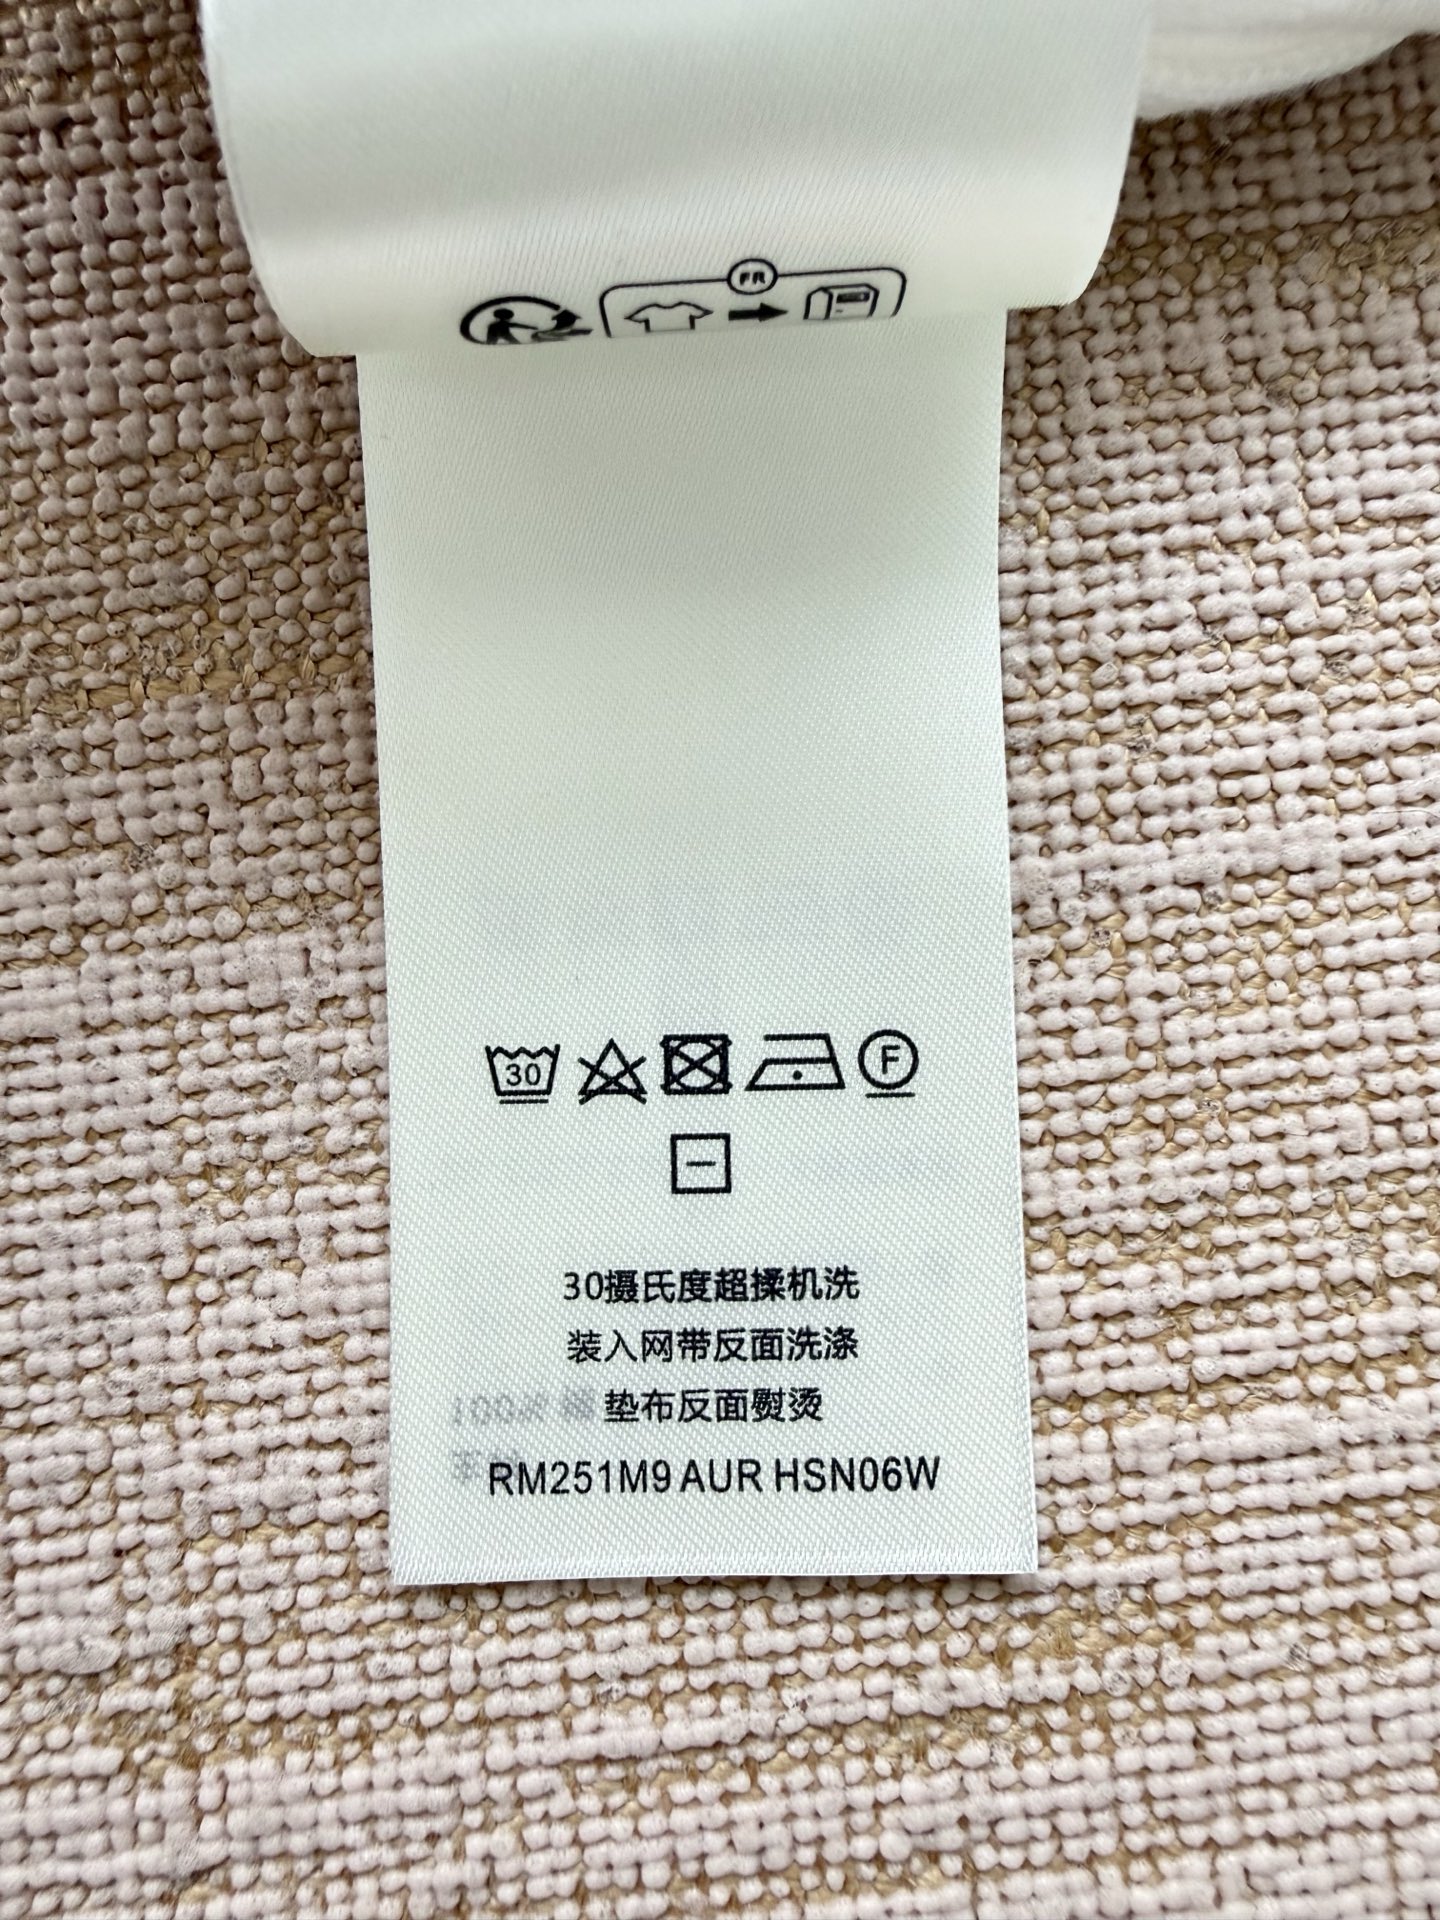 FR
30
F
30摄氏度超揉机洗
装入网带反面洗涤
垫布反面熨烫
RM251M9 AUR HSN06W